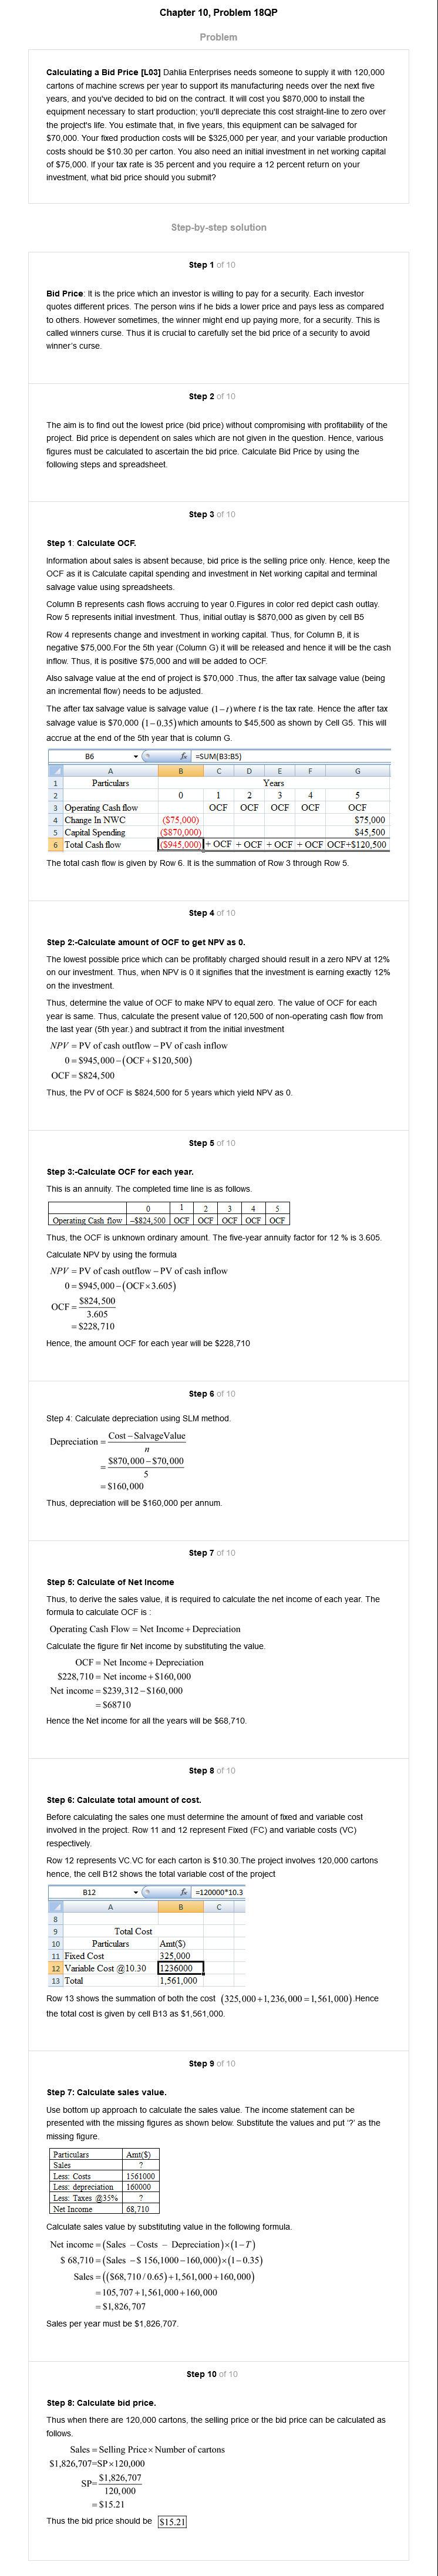 Chapter 10, Problem 18QP
Problem
Calculating a Bid Price [L03] Dahlia Enterprises needs someone to supply it with 120,000
cartons of machine screws per year to support its manufacturing needs over the next five
years, and you've decided to bid on the contract. It will cost you $870,000 to install the
equipment necessary to start production; you'll depreciate this cost straight-line to zero over
the project's life. You estimate that, in five years, this equipment can be salvaged for
$70,000. Your fixed production costs will be $325,000 per year, and your variable production
costs should be $10.30 per carton. You also need an initial investment in net working capital
of $75,000. If your tax rate is 35 percent and you require a 12 percent return on your
investment, what bid price should you submit?
Step-by-step solution
Step 1 of 10
Bid Price: It is the price which an investor is willing to pay for a security. Each investor
quotes different prices. The person wins if he bids a lower price and pays less as compared
to others. However sometimes, the winner might end up paying more, for a security. This is
called winners curse. Thus it is crucial to carefully set the bid price of a security to avoid
winner's curse.
Step 2 of 10
The aim is to find out the lowest price (bid price) without compromising with profitability of the
project. Bid price is dependent on sales which are not given in the question. Hence, various
figures must be calculated to ascertain the bid price. Calculate Bid Price by using the
following steps and spreadsheet.
Step 3 of 10
Step 1: Calculate OCF.
Information about sales is absent because, bid price is the selling price only. Hence, keep the
OCF as it is Calculate capital spending and investment in Net working capital and terminal
salvage value using spreadsheets.
Column B represents cash flows accruing to year 0.Figures in color red depict cash outlay.
Row 5 represents initial investment. Thus, initial outlay is $870,000 as given by cell B5
Row 4 represents change and investment in working capital. Thus, for Column B, it is
negative $75,000.For the 5th year (Column G) it will be released and hence it will be the cash
inflow. Thus, it is positive $75,000 and will be added to OCF.
Also salvage value at the end of project is $70,000 .Thus, the after tax salvage value (being
an incremental flow) needs to be adjusted.
The after tax salvage value is salvage value (1−t) where t is the tax rate. Hence the after tax
salvage value is $70,000 (1−0.35) which amounts to $45,500 as shown by Cell G5. This will
accrue at the end of the 5th year that is column G.
B6 fx =SUM(B3:B5)
A B C D E F G
1 Particulars Years
2 0 1 2 3 4 5
3 Operating Cash flow OCF OCF OCF OCF OCF
4 Change In NWC ($75,000) $75,000
5 Capital Spending ($870,000) $45,500
6 Total Cash flow ($945,000) + OCF + OCF + OCF + OCF OCF+$120,500
The total cash flow is given by Row 6. It is the summation of Row 3 through Row 5.
Step 4 of 10
Step 2:-Calculate amount of OCF to get NPV as 0.
The lowest possible price which can be profitably charged should result in a zero NPV at 12%
on our investment. Thus, when NPV is 0 it signifies that the investment is earning exactly 12%
on the investment.
Thus, determine the value of OCF to make NPV to equal zero. The value of OCF for each
year is same. Thus, calculate the present value of 120,500 of non-operating cash flow from
the last year (5th year.) and subtract it from the initial investment
NPV = PV of cash outflow − PV of cash inflow
0 = $945,000 − (OCF + $120,500)
OCF = $824,500
Thus, the PV of OCF is $824,500 for 5 years which yield NPV as 0.
Step 5 of 10
Step 3:-Calculate OCF for each year.
This is an annuity. The completed time line is as follows.
0 1 2 3 4 5
Operating Cash flow −$824,500 OCF OCF OCF OCF OCF
Thus, the OCF is unknown ordinary amount. The five-year annuity factor for 12 % is 3.605.
Calculate NPV by using the formula
NPV = PV of cash outflow − PV of cash inflow
0 = $945,000 − (OCF × 3.605)
OCF = $824,500
3.605
= $228,710
Hence, the amount OCF for each year will be $228,710
Step 6 of 10
Step 4: Calculate depreciation using SLM method.
Depreciation = Cost − Salvage Value
n
= $870,000 − $70,000
5
= $160,000
Thus, depreciation will be $160,000 per annum.
Step 7 of 10
Step 5: Calculate of Net Income
Thus, to derive the sales value, it is required to calculate the net income of each year. The
formula to calculate OCF is :
Operating Cash Flow = Net Income + Depreciation
Calculate the figure fir Net income by substituting the value.
OCF = Net Income + Depreciation
$228,710 = Net income + $160,000
Net income = $239,312 − $160,000
= $68710
Hence the Net income for all the years will be $68,710.
Step 8 of 10
Step 6: Calculate total amount of cost.
Before calculating the sales one must determine the amount of fixed and variable cost
involved in the project. Row 11 and 12 represent Fixed (FC) and variable costs (VC)
respectively.
Row 12 represents VC.VC for each carton is $10.30.The project involves 120,000 cartons
hence, the cell B12 shows the total variable cost of the project
B12 fx =120000*10.3
A B C
8
9 Total Cost
10 Particulars Amt($)
11 Fixed Cost 325,000
12 Variable Cost @10.30 1236000
13 Total 1,561,000
Row 13 shows the summation of both the cost (325,000+1,236,000=1,561,000).Hence
the total cost is given by cell B13 as $1,561,000.
Step 9 of 10
Step 7: Calculate sales value.
Use bottom up approach to calculate the sales value. The income statement can be
presented with the missing figures as shown below. Substitute the values and put '?' as the
missing figure.
Particulars Amt($)
Sales ?
Less: Costs 1561000
Less: depreciation 160000
Less: Taxes @35% ?
Net Income 68,710
Calculate sales value by substituting value in the following formula.
Net income = (Sales − Costs − Depreciation)×(1−T)
$ 68,710 = (Sales − $ 156,1000 −160,000)×(1−0.35)
Sales = (($68,710/0.65)+1,561,000+160,000)
=105,707+1,561,000+160,000
= $1,826,707
Sales per year must be $1,826,707.
Step 10 of 10
Step 8: Calculate bid price.
Thus when there are 120,000 cartons, the selling price or the bid price can be calculated as
follows.
Sales = Selling Price × Number of cartons
$1,826,707=SP×120,000
SP= $1,826,707
120,000
= $15.21
Thus the bid price should be $15.21